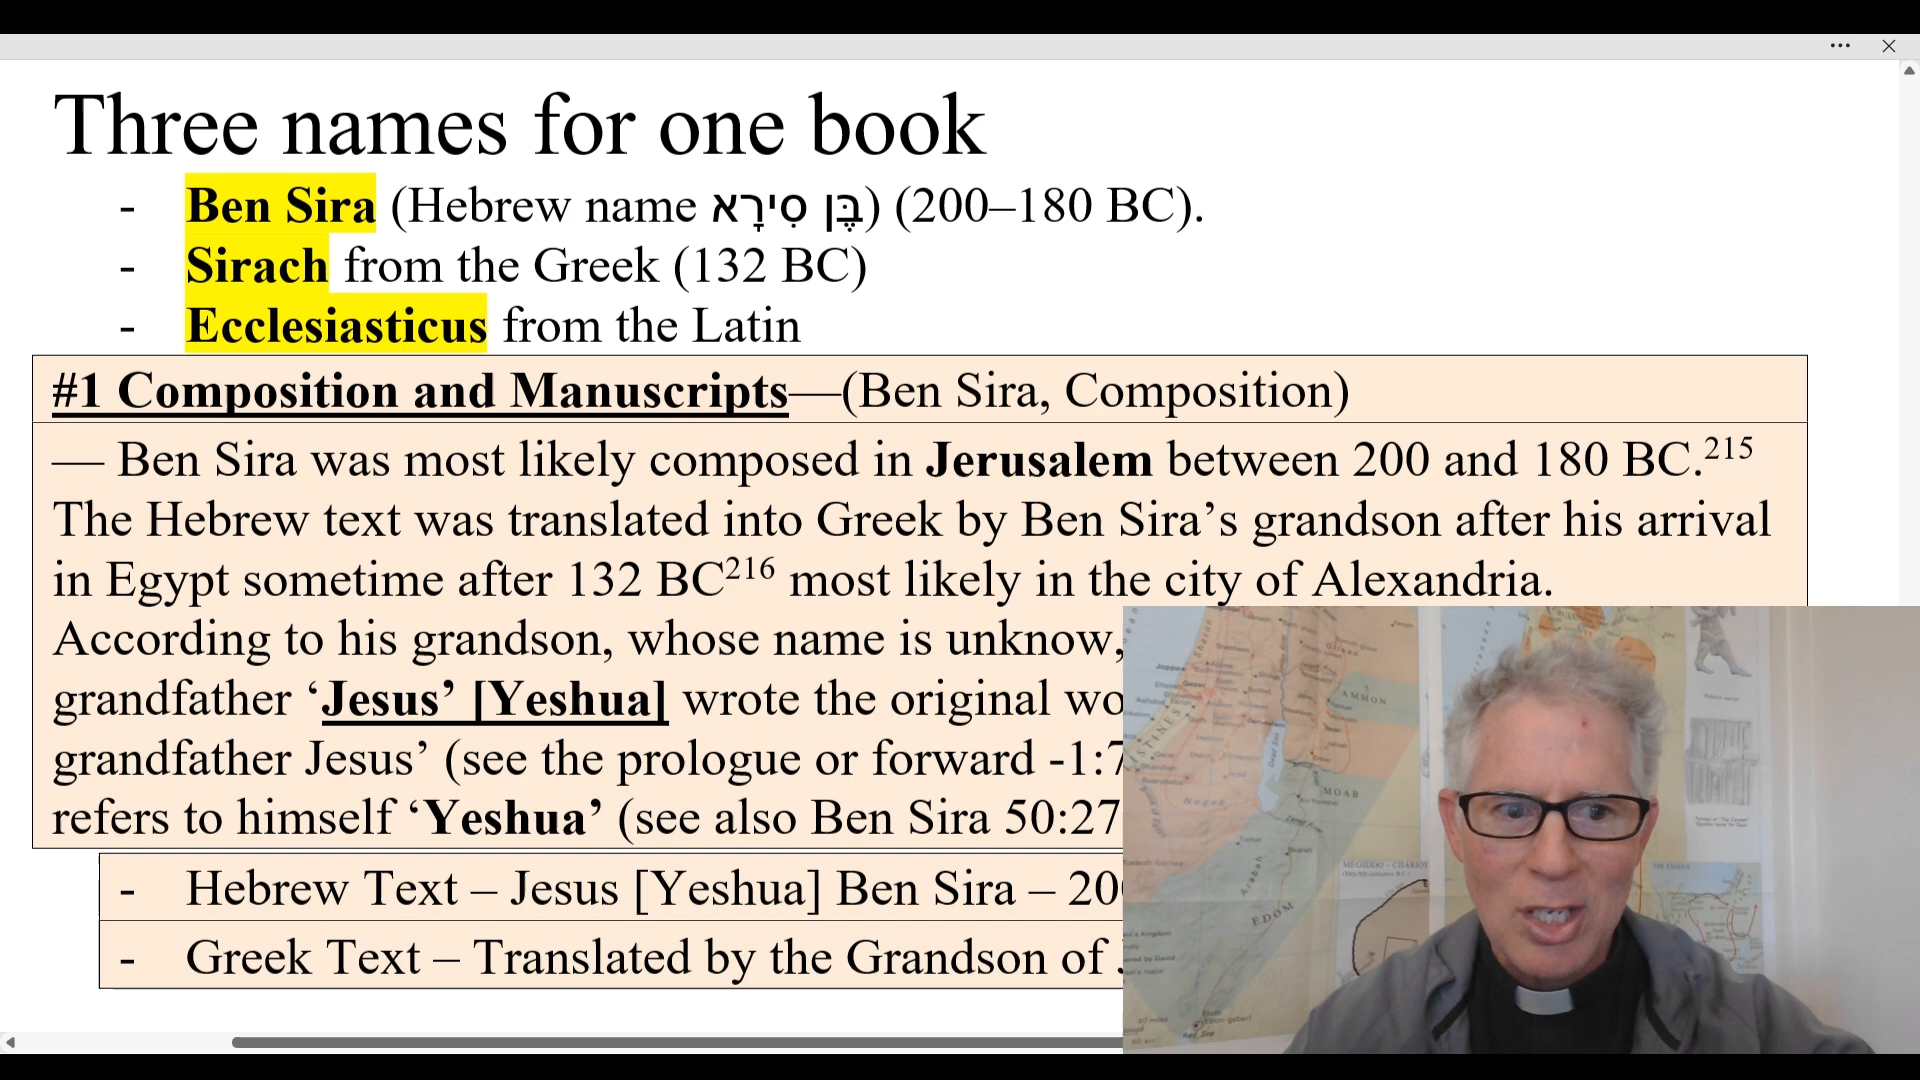 Three names for one book
- Ben Sira (Hebrew name בֶּן סִירָא) (200–180 BC).
- Sirach from the Greek (132 BC)
- Ecclesiasticus from the Latin
#1 Composition and Manuscripts—(Ben Sira, Composition)
— Ben Sira was most likely composed in Jerusalem between 200 and 180 BC.215
The Hebrew text was translated into Greek by Ben Sira’s grandson after his arrival
in Egypt sometime after 132 BC216 most likely in the city of Alexandria.
According to his grandson, whose name is unknow,
grandfather ‘Jesus’ [Yeshua] wrote the original wo
grandfather Jesus’ (see the prologue or forward -1:7
refers to himself ‘Yeshua’ (see also Ben Sira 50:27
- Hebrew Text – Jesus [Yeshua] Ben Sira – 20
- Greek Text – Translated by the Grandson of
AMMON
MOAB
EDOM
MEGIDDO – CHARIOT